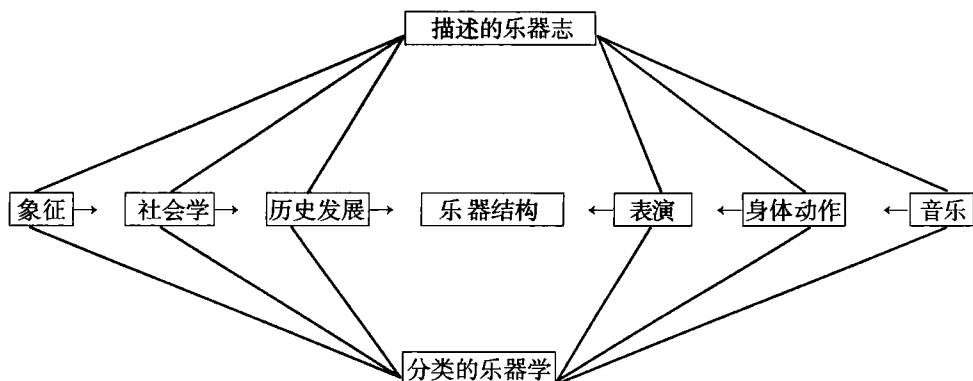 描述的乐器志
象征→ 社会学→ 历史发展→ 乐器结构 ←表演 ←身体动作 ←音乐
分类的乐器学